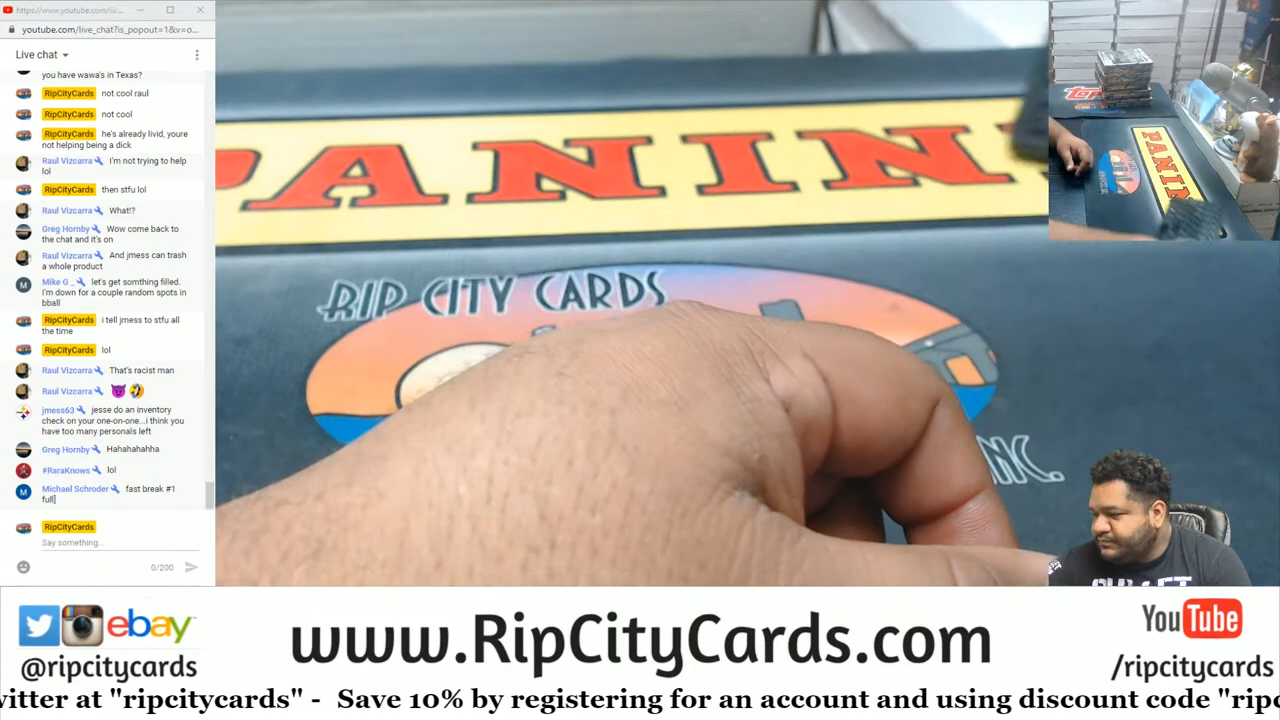 https://www.youtube.com/liv...
youtube.com/live_chat?is_popout=1&v=o...
Live chat
you have wawa's in Texas?
RipCityCards not cool raul
RipCityCards not cool
RipCityCards he's already livid, youre
not helping being a dick
Raul Vizcarra I'm not trying to help
lol
RipCityCards then stfu lol
Raul Vizcarra What!?
Greg Hornby Wow come back to
the chat and it's on
Raul Vizcarra And jmess can trash
a whole product
Mike G _ let's get somthing filled.
I'm down for a couple random spots in
bball
RipCityCards i tell jmess to stfu all
the time
RipCityCards lol
Raul Vizcarra That's racist man
Raul Vizcarra 😈 🤣
jmess63 jesse do an inventory
check on your one-on-one...i think you
have too many personals left
Greg Hornby Hahahahahha
#RaraKnows lol
Michael Schroder fast break #1
full]
RipCityCards
Say something...
0/200
PANINI
RIP CITY CARDS
INC.
PANINI
BULLET
ebay
@ripcitycards
www.RipCityCards.com
YouTube
/ripcitycards
witter at "ripcitycards" - Save 10% by registering for an account and using discount code "ripc